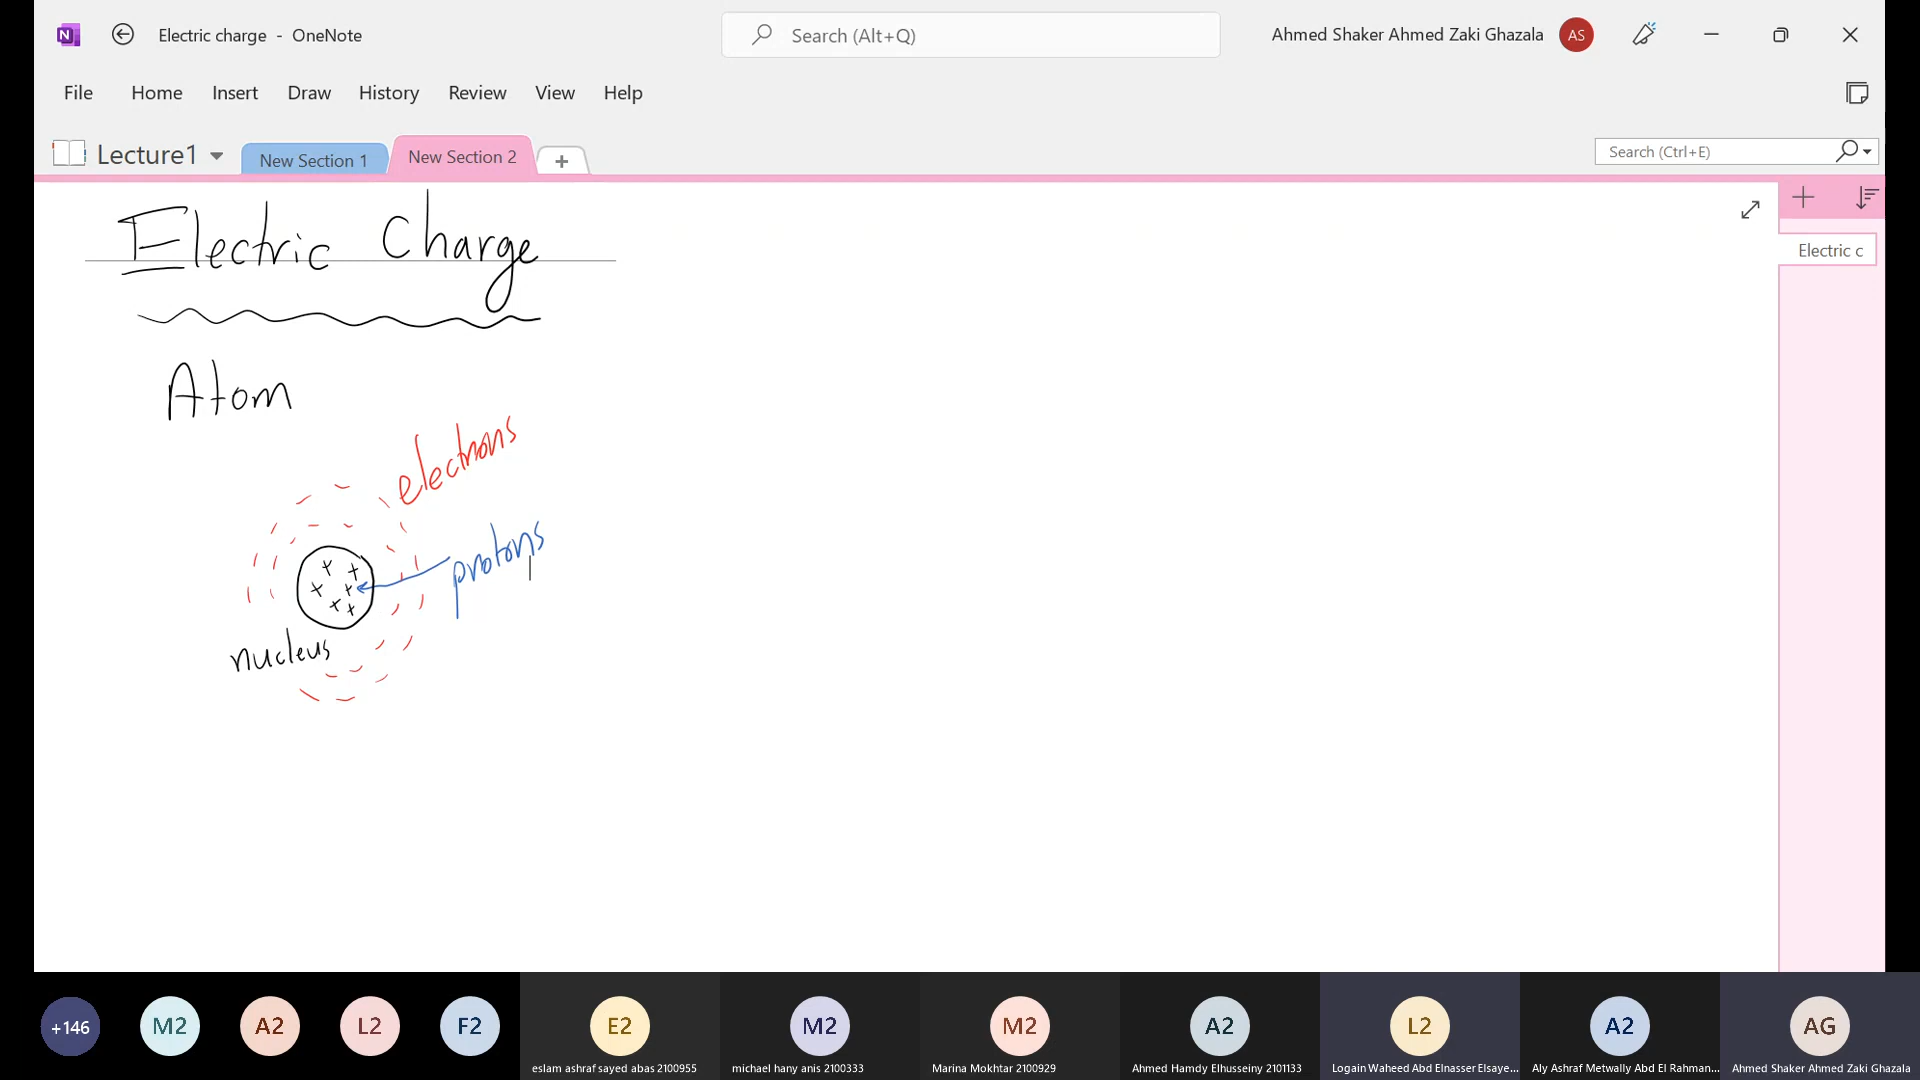 Electric charge - OneNote
Search (Alt+Q)
Ahmed Shaker Ahmed Zaki Ghazala
AS
File Home Insert Draw History Review View Help
Lecture1
New Section 1
New Section 2
Search (Ctrl+E)
Electric c
Electric Charge
Atom
electrons
protons
nucleus
+146
M2
A2
L2
F2
E2
eslam ashraf sayed abas 2100955
M2
michael hany anis 2100333
M2
Marina Mokhtar 2100929
A2
Ahmed Hamdy Elhusseiny 2101133
L2
Logain Waheed Abd Elnasser Elsaye...
A2
Aly Ashraf Metwally Abd El Rahman...
AG
Ahmed Shaker Ahmed Zaki Ghazala